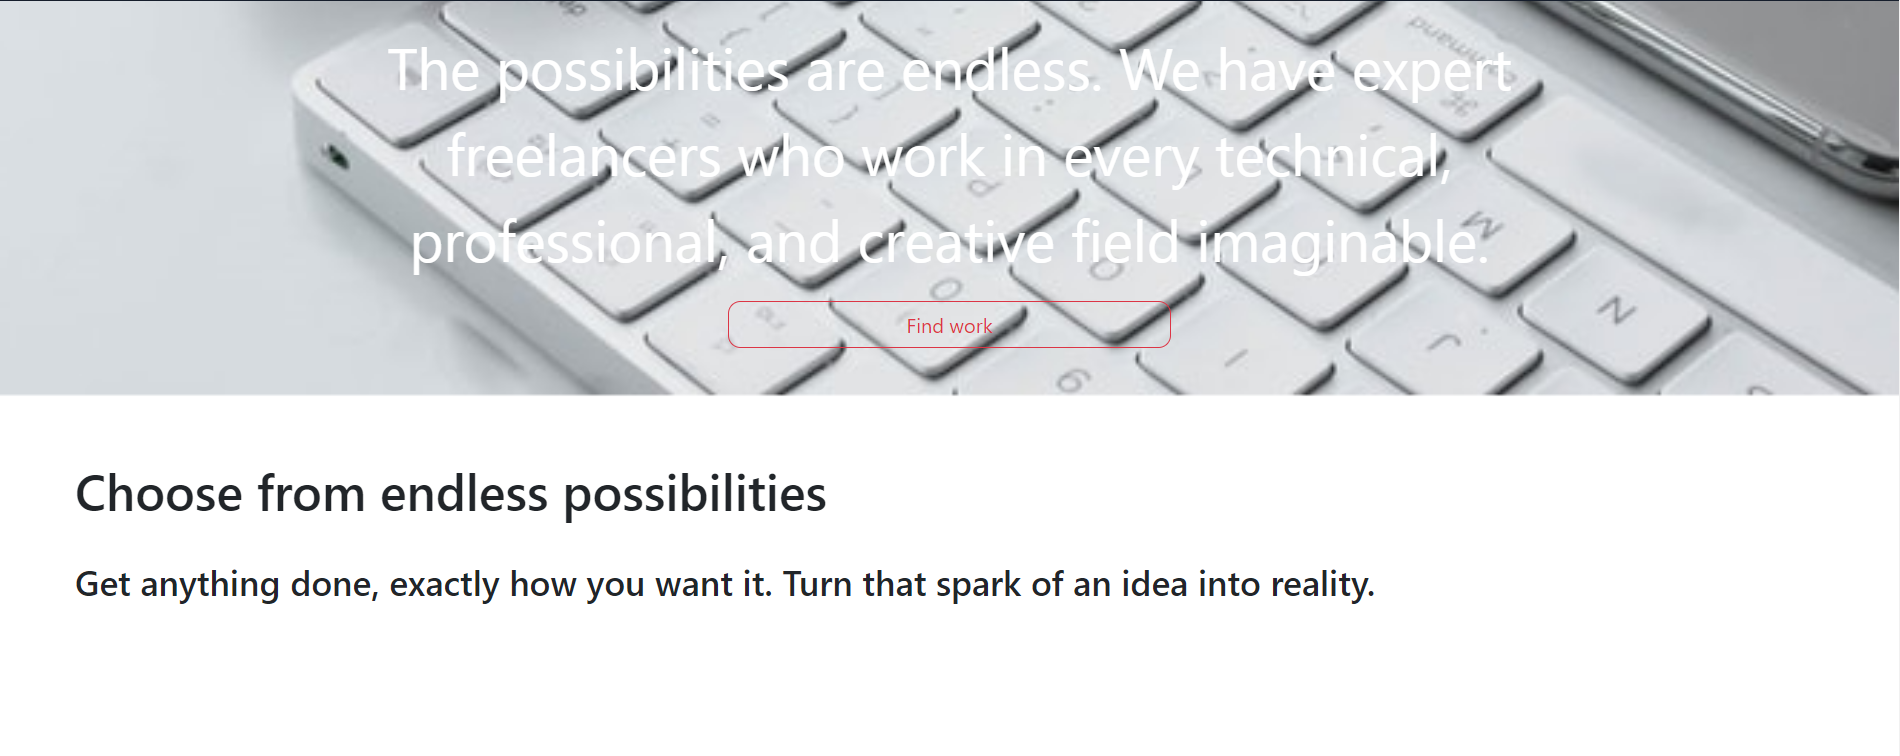 The possibilities are endless. We have expert
freelancers who work in every technical,
professional, and creative field imaginable.
Find work
Choose from endless possibilities
Get anything done, exactly how you want it. Turn that spark of an idea into reality.
command
M
N
P
O
J